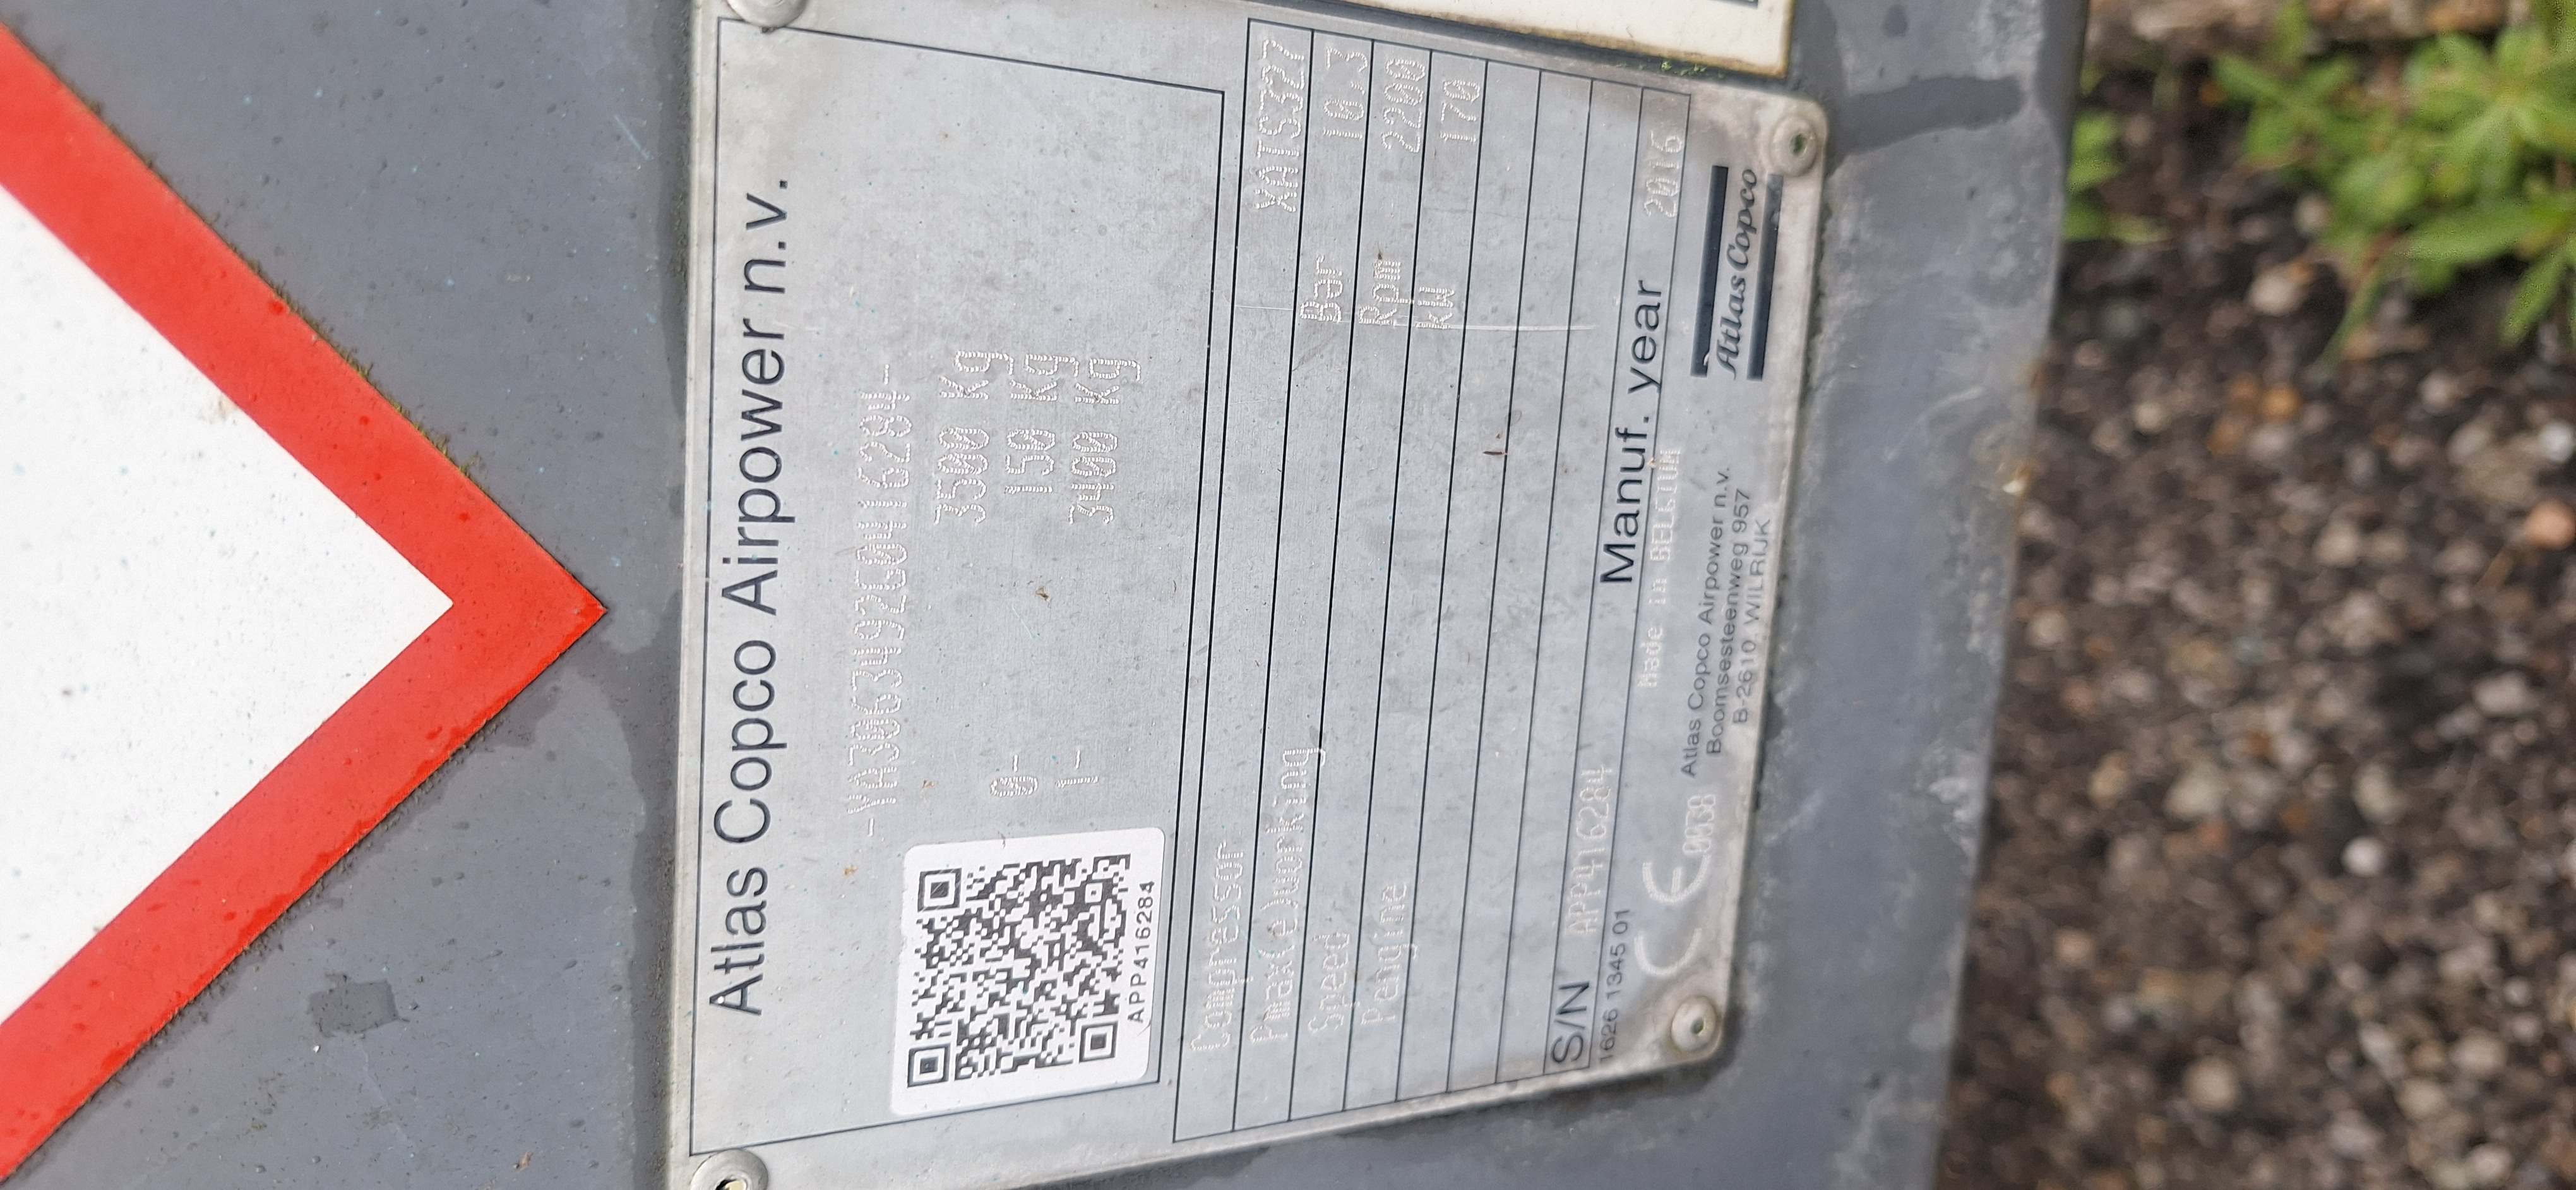 Atlas Copco Airpower n.v.
-YA3063492E0416284-
3500 kg
0- 150 kg
1- 3400 kg
APP416284
Compressor XATS377
Pmax(e)working Bar 10.3
Speed Rpm 2200
Pengine kW 170
S/N APP416284 Manuf. year 2016
1626 1345 01 Made in BELGIUM
CE 0038
Atlas Copco Airpower n.v.
Boomsesteenweg 957
B-2610 WILRIJK
Atlas Copco